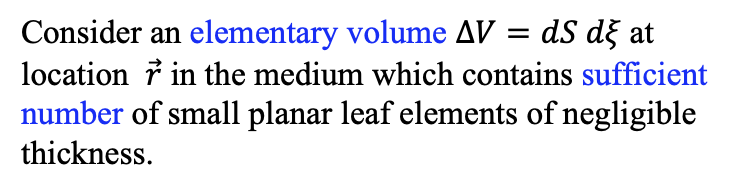 Consider an elementary volume ΔV = dS dξ at
location r⃗ in the medium which contains sufficient
number of small planar leaf elements of negligible
thickness.